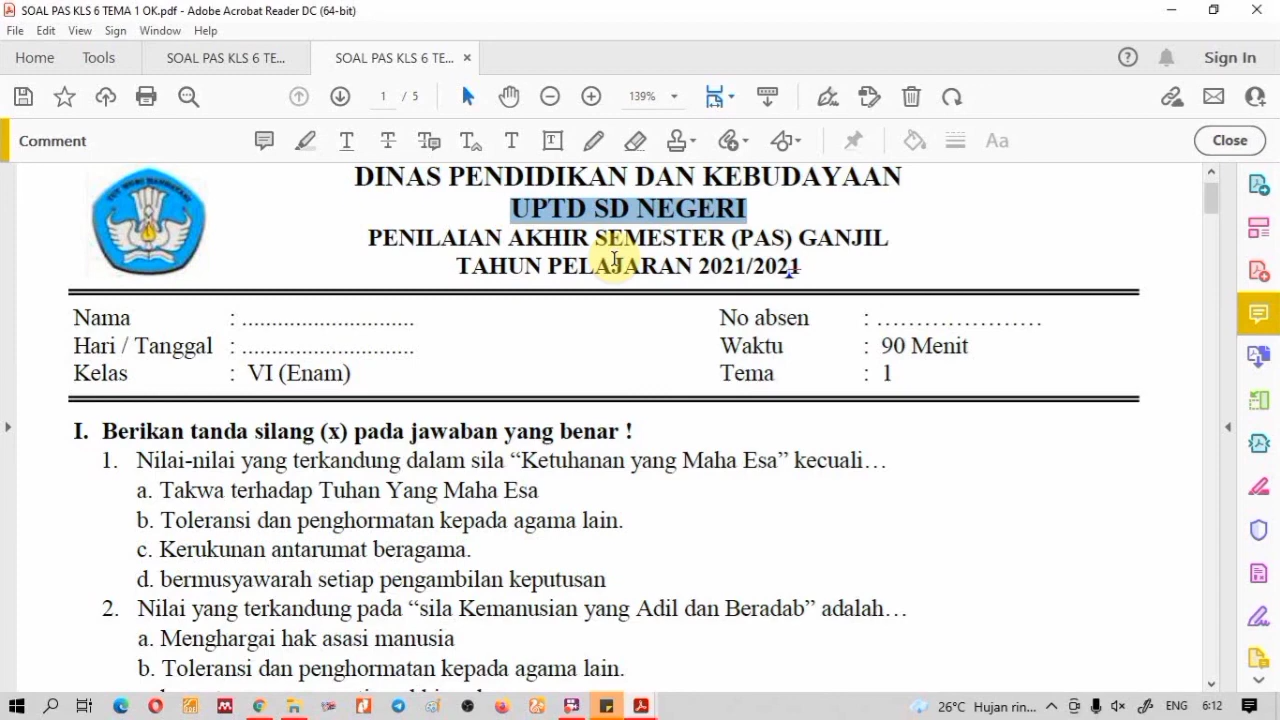 SOAL PAS KLS 6 TEMA 1 OK.pdf - Adobe Acrobat Reader DC (64-bit)
File Edit View Sign Window Help
Home Tools SOAL PAS KLS 6 TE... SOAL PAS KLS 6 TE... Sign In
1 / 5 139%
Comment Close
DINAS PENDIDIKAN DAN KEBUDAYAAN
UPTD SD NEGERI
PENILAIAN AKHIR SEMESTER (PAS) GANJIL
TAHUN PELAJARAN 2021/2021
Nama : ............................. No absen : .....................
Hari / Tanggal : ............................. Waktu : 90 Menit
Kelas : VI (Enam) Tema : 1
I. Berikan tanda silang (x) pada jawaban yang benar !
1. Nilai-nilai yang terkandung dalam sila “Ketuhanan yang Maha Esa” kecuali…
a. Takwa terhadap Tuhan Yang Maha Esa
b. Toleransi dan penghormatan kepada agama lain.
c. Kerukunan antarumat beragama.
d. bermusyawarah setiap pengambilan keputusan
2. Nilai yang terkandung pada “sila Kemanusian yang Adil dan Beradab” adalah…
a. Menghargai hak asasi manusia
b. Toleransi dan penghormatan kepada agama lain.
26°C Hujan rin... ENG 6:12